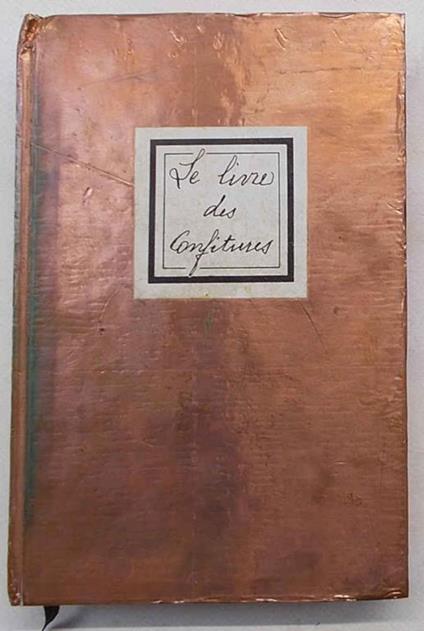 Le livre
des
Confitures